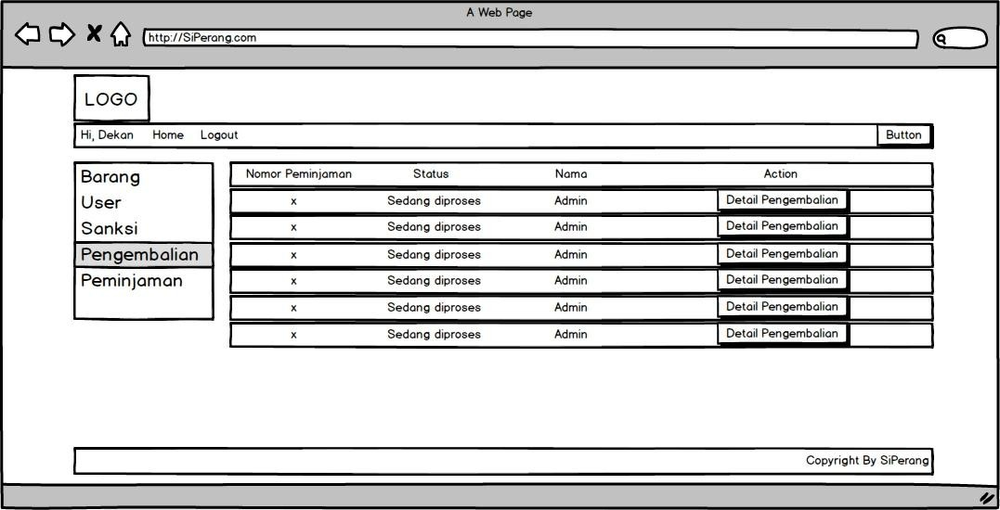 A Web Page
http://SiPerang.com
LOGO
Hi, Dekan Home Logout Button
Barang
User
Sanksi
Pengembalian
Peminjaman
Nomor Peminjaman Status Nama Action
x Sedang diproses Admin Detail Pengembalian
x Sedang diproses Admin Detail Pengembalian
x Sedang diproses Admin Detail Pengembalian
x Sedang diproses Admin Detail Pengembalian
x Sedang diproses Admin Detail Pengembalian
x Sedang diproses Admin Detail Pengembalian
Copyright By SiPerang